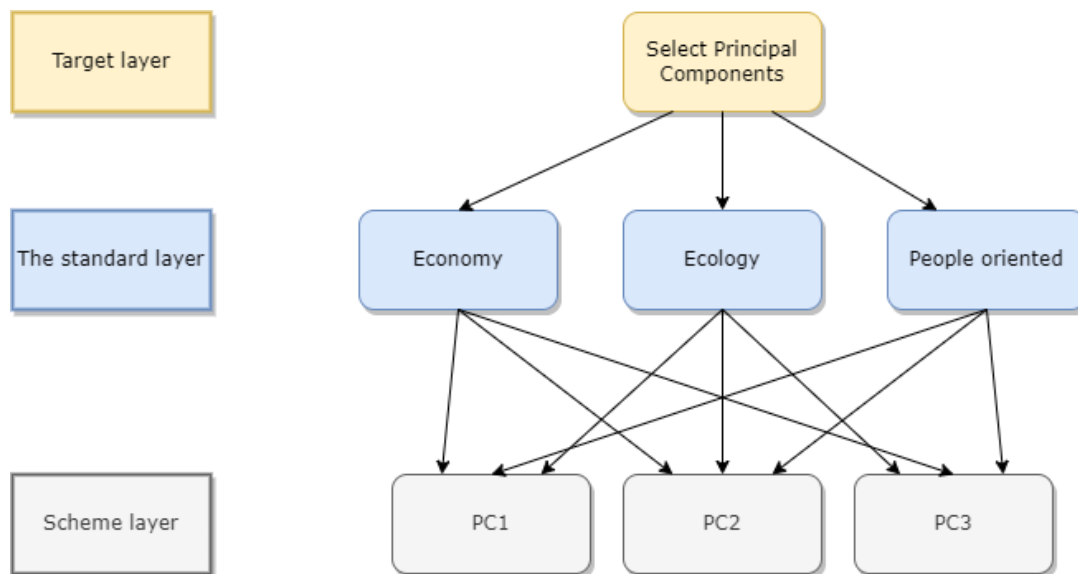 Target layer
Select Principal
Components
The standard layer
Economy
Ecology
People oriented
Scheme layer
PC1
PC2
PC3